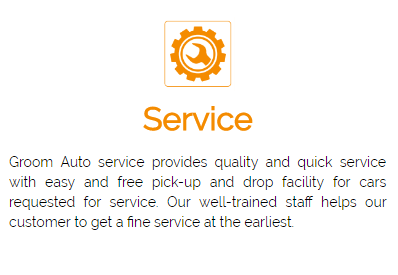 Service
Groom Auto service provides quality and quick service
with easy and free pick-up and drop facility for cars
requested for service. Our well-trained staff helps our
customer to get a fine service at the earliest.